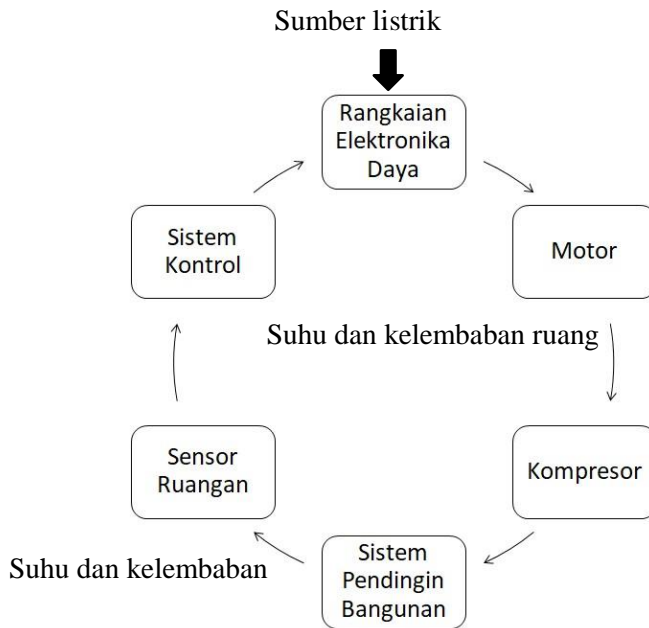 Sumber listrik
Rangkaian
Elektronika
Daya
Sistem
Kontrol
Motor
Suhu dan kelembaban ruang
Sensor
Ruangan
Kompresor
Sistem
Pendingin
Bangunan
Suhu dan kelembaban